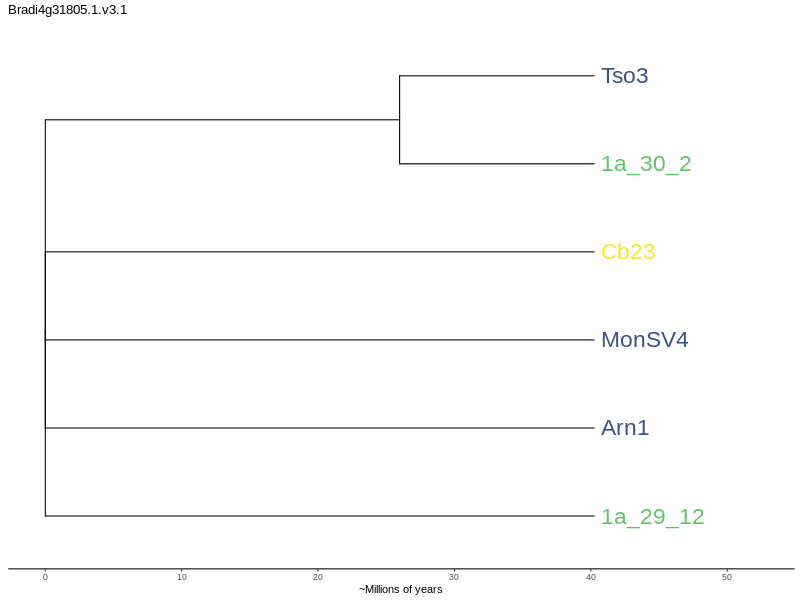 Bradi4g31805.1.v3.1
Tso3
1a_30_2
Cb23
MonSV4
Arn1
1a_29_12
0 10 20 30 40 50
~Millions of years